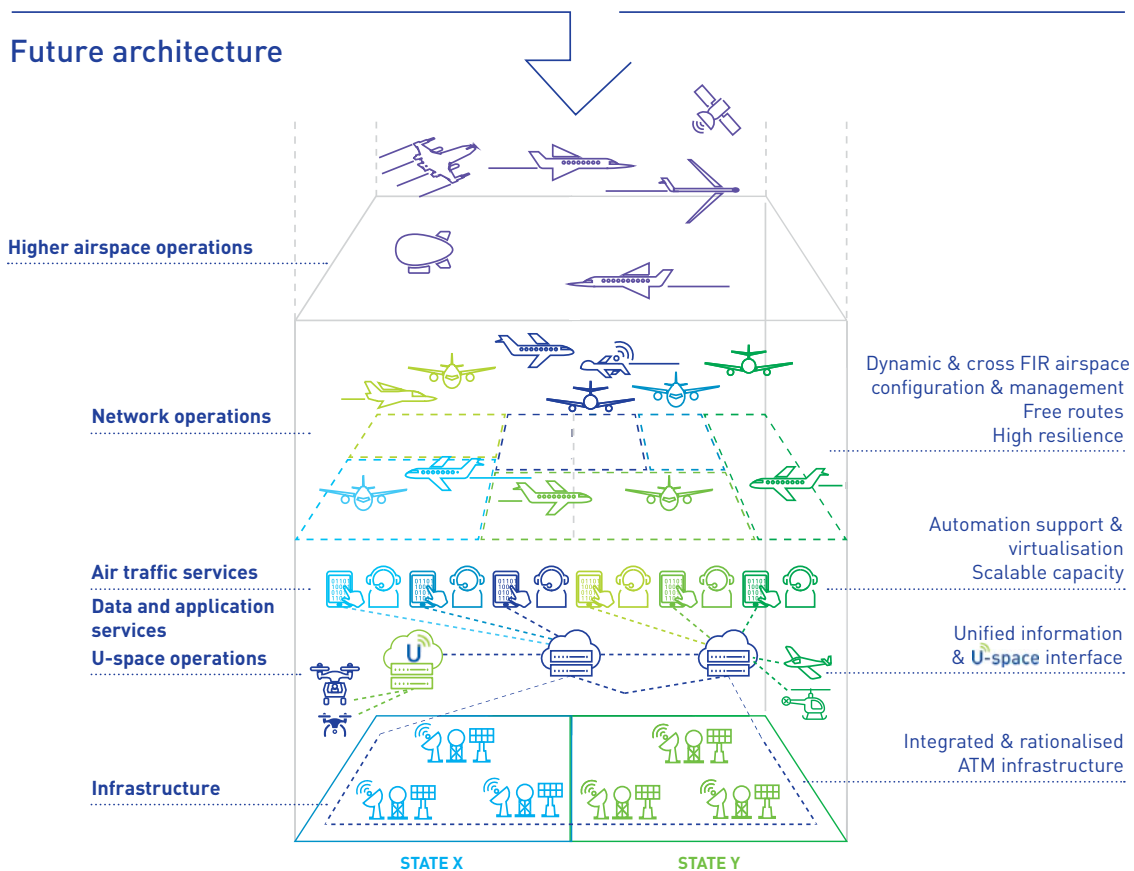 Future architecture
Higher airspace operations
Network operations
Dynamic & cross FIR airspace
configuration & management
Free routes
High resilience
Automation support &
virtualisation
Scalable capacity
Air traffic services
Data and application
services
U-space operations
U
Unified information
& U-space interface
Integrated & rationalised
ATM infrastructure
Infrastructure
STATE X
STATE Y